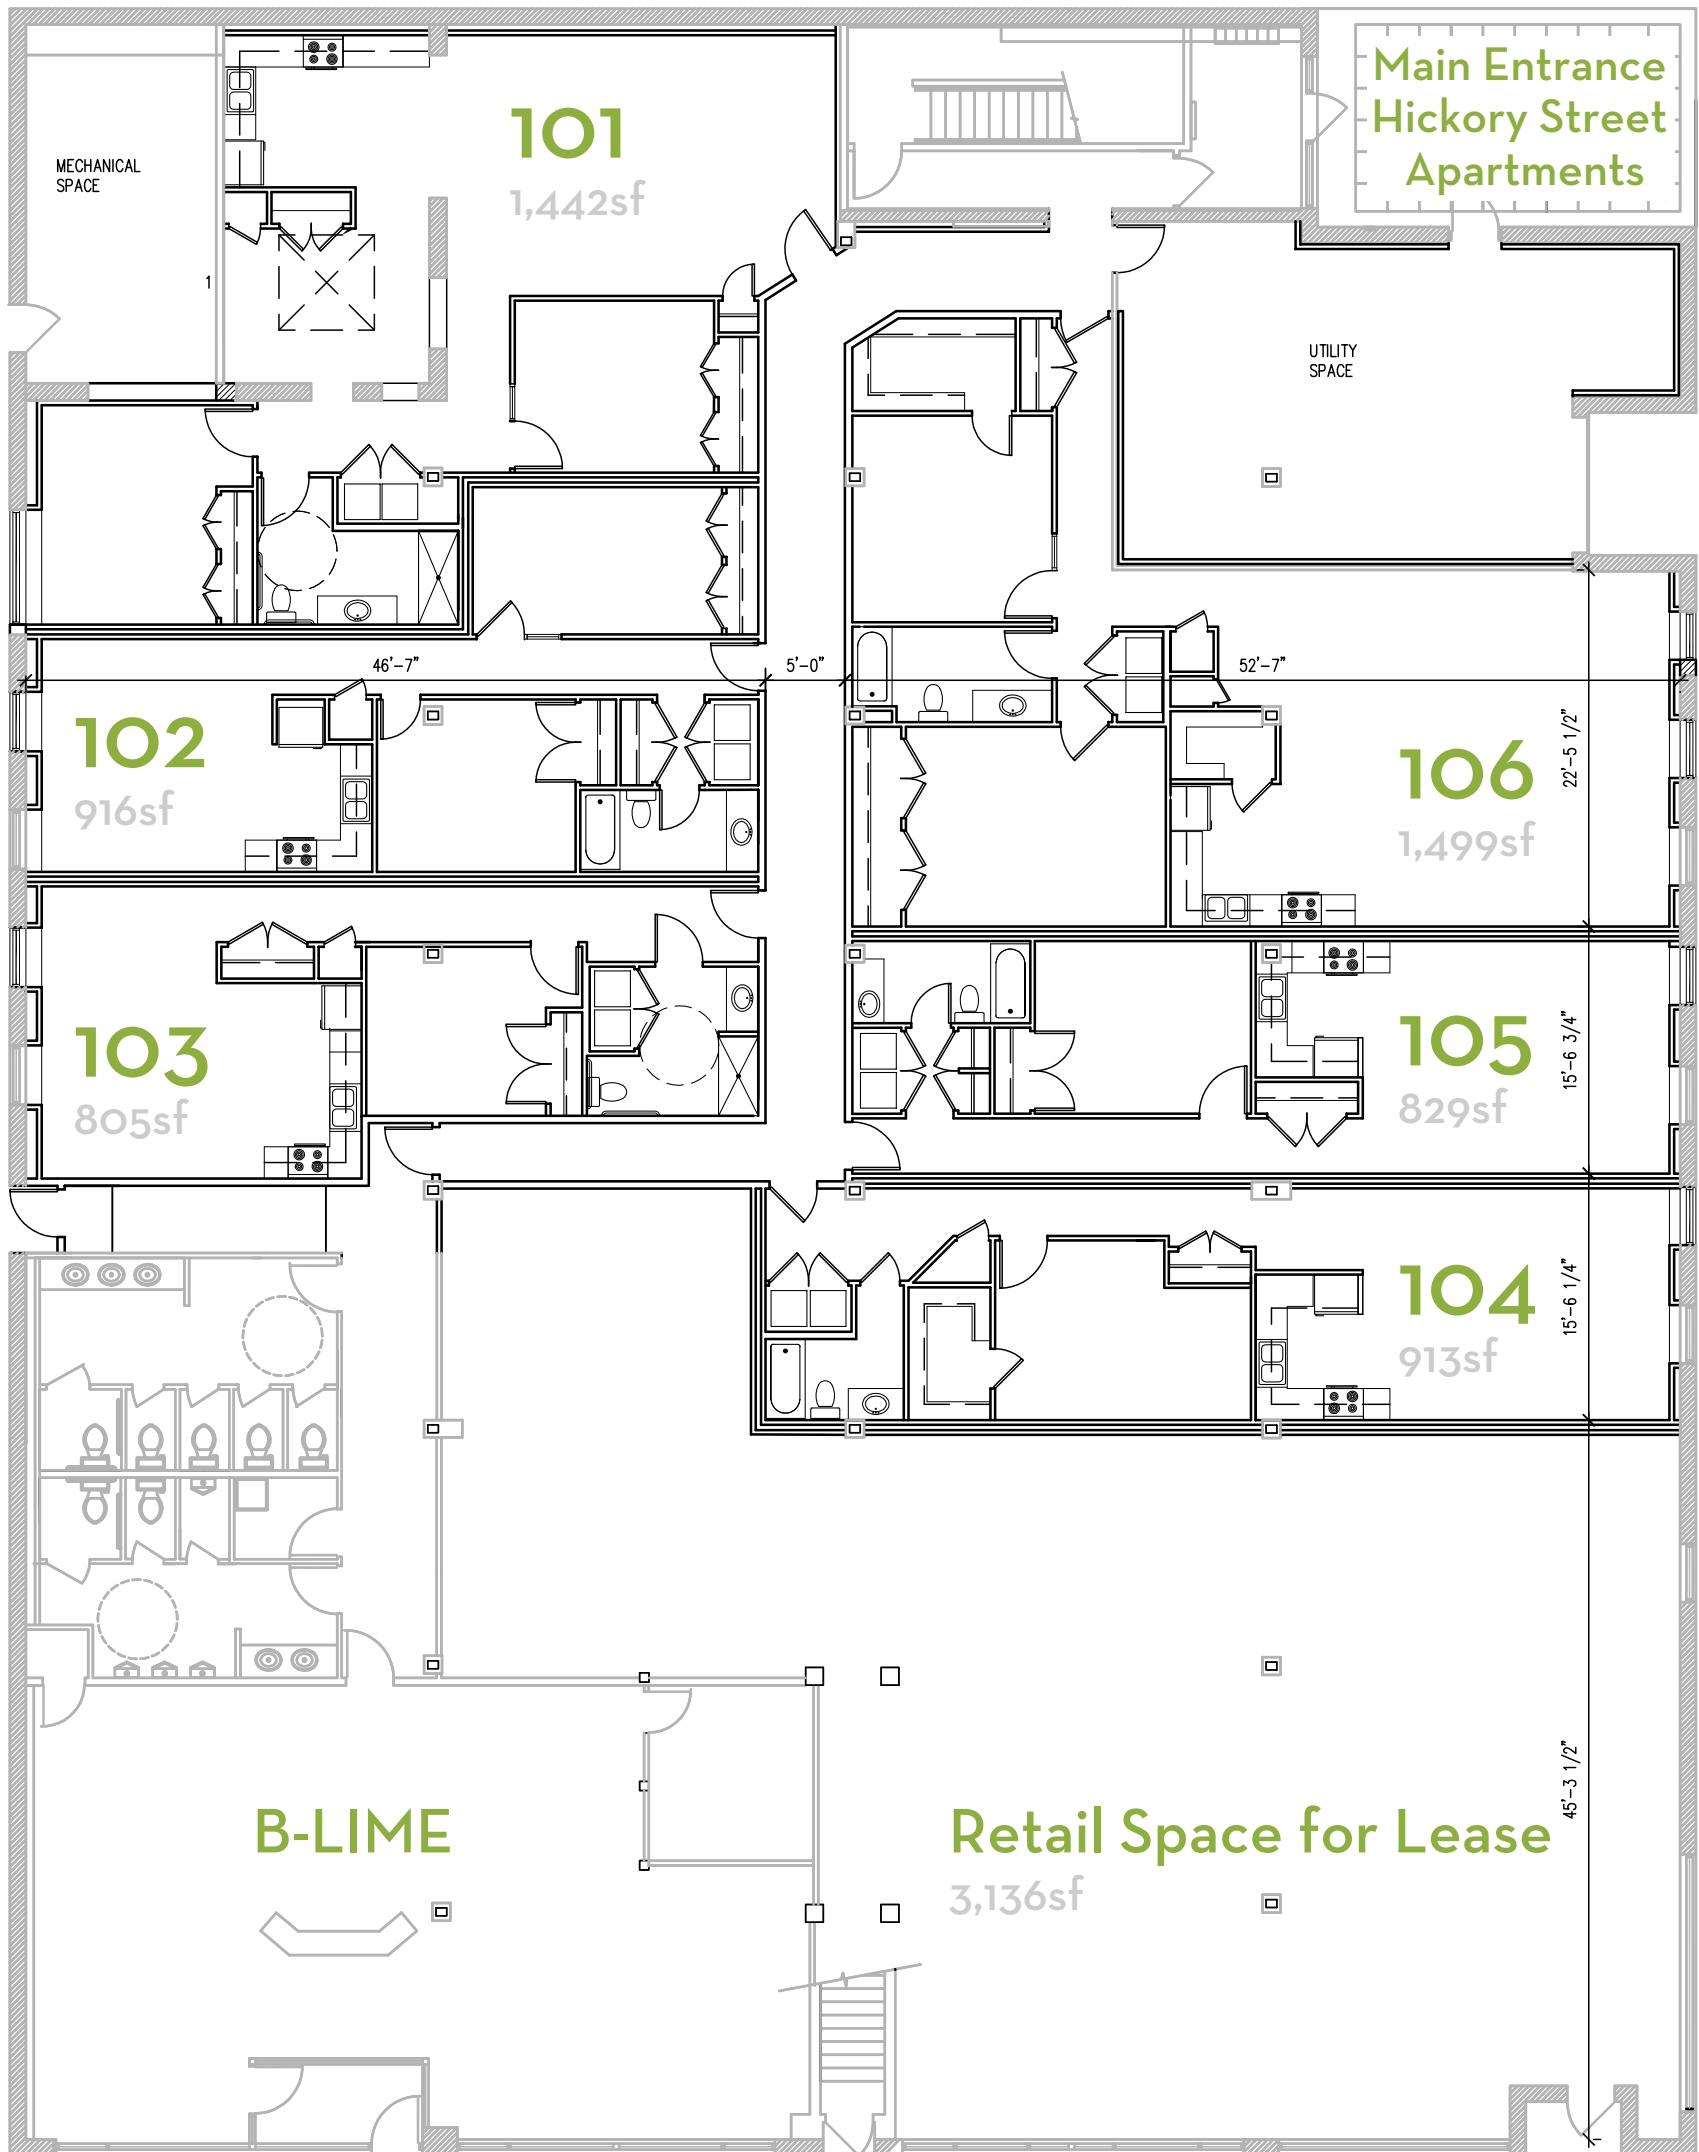 Main Entrance
Hickory Street
Apartments
101
1,442sf
MECHANICAL
SPACE
1
UTILITY
SPACE
46'-7"
5'-0"
52'-7"
102
916sf
106
1,499sf
22'-5 1/2"
103
805sf
105
829sf
15'-6 3/4"
104
913sf
15'-6 1/4"
B-LIME
Retail Space for Lease
3,136sf
45'-3 1/2"